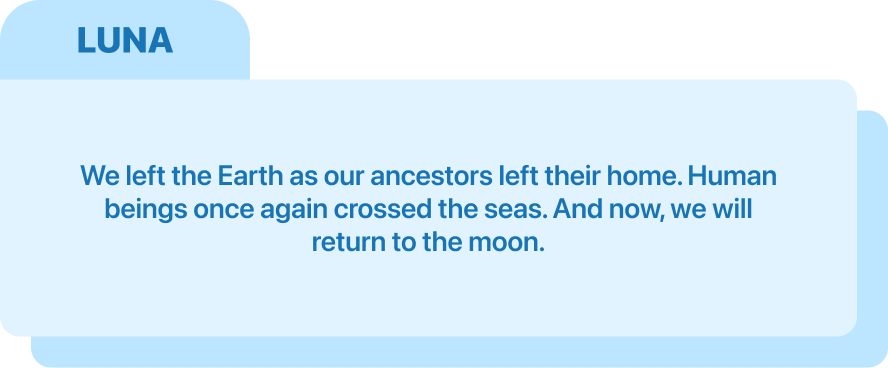 LUNA
We left the Earth as our ancestors left their home. Human
beings once again crossed the seas. And now, we will
return to the moon.